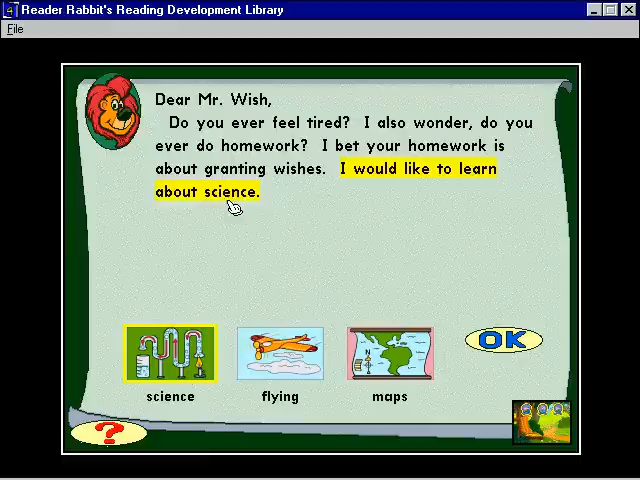 Reader Rabbit's Reading Development Library
File
Dear Mr. Wish,
Do you ever feel tired? I also wonder, do you
ever do homework? I bet your homework is
about granting wishes. I would like to learn
about science.
N
OK
science flying maps
?